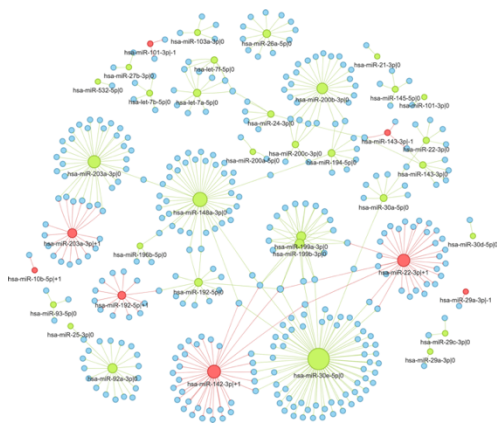 hsa-miR-103a-3p|0
hsa-miR-26a-5p|0
hsa-miR-101-3p|-1
hsa-let-7f-5p|0
hsa-miR-21-3p|0
hsa-miR-27b-3p|0
hsa-miR-532-5p|0
hsa-miR-200b-3p|0
hsa-miR-145-5p|0
hsa-let-7b-5p|0
hsa-let-7a-5p|0
hsa-miR-101-3p|0
hsa-miR-24-3p|0
hsa-miR-143-3p|-1
hsa-miR-22-3p|0
hsa-miR-200c-3p|0
hsa-miR-200a-5p|0
hsa-miR-194-5p|0
hsa-miR-203a-3p|0
hsa-miR-143-3p|0
hsa-miR-148a-3p|0
hsa-miR-30a-5p|0
hsa-miR-203a-3p|+1
hsa-miR-30d-5p|0
hsa-miR-196b-5p|0
hsa-miR-199a-3p|0
hsa-miR-199b-3p|0
hsa-miR-22-3p|+1
hsa-miR-10b-5p|+1
hsa-miR-192-5p|0
hsa-miR-29a-3p|-1
hsa-miR-192-5p|+1
hsa-miR-93-5p|0
hsa-miR-25-3p|0
hsa-miR-29c-3p|0
hsa-miR-29a-3p|0
hsa-miR-92a-3p|0
hsa-miR-142-3p|+1
hsa-miR-30e-5p|0